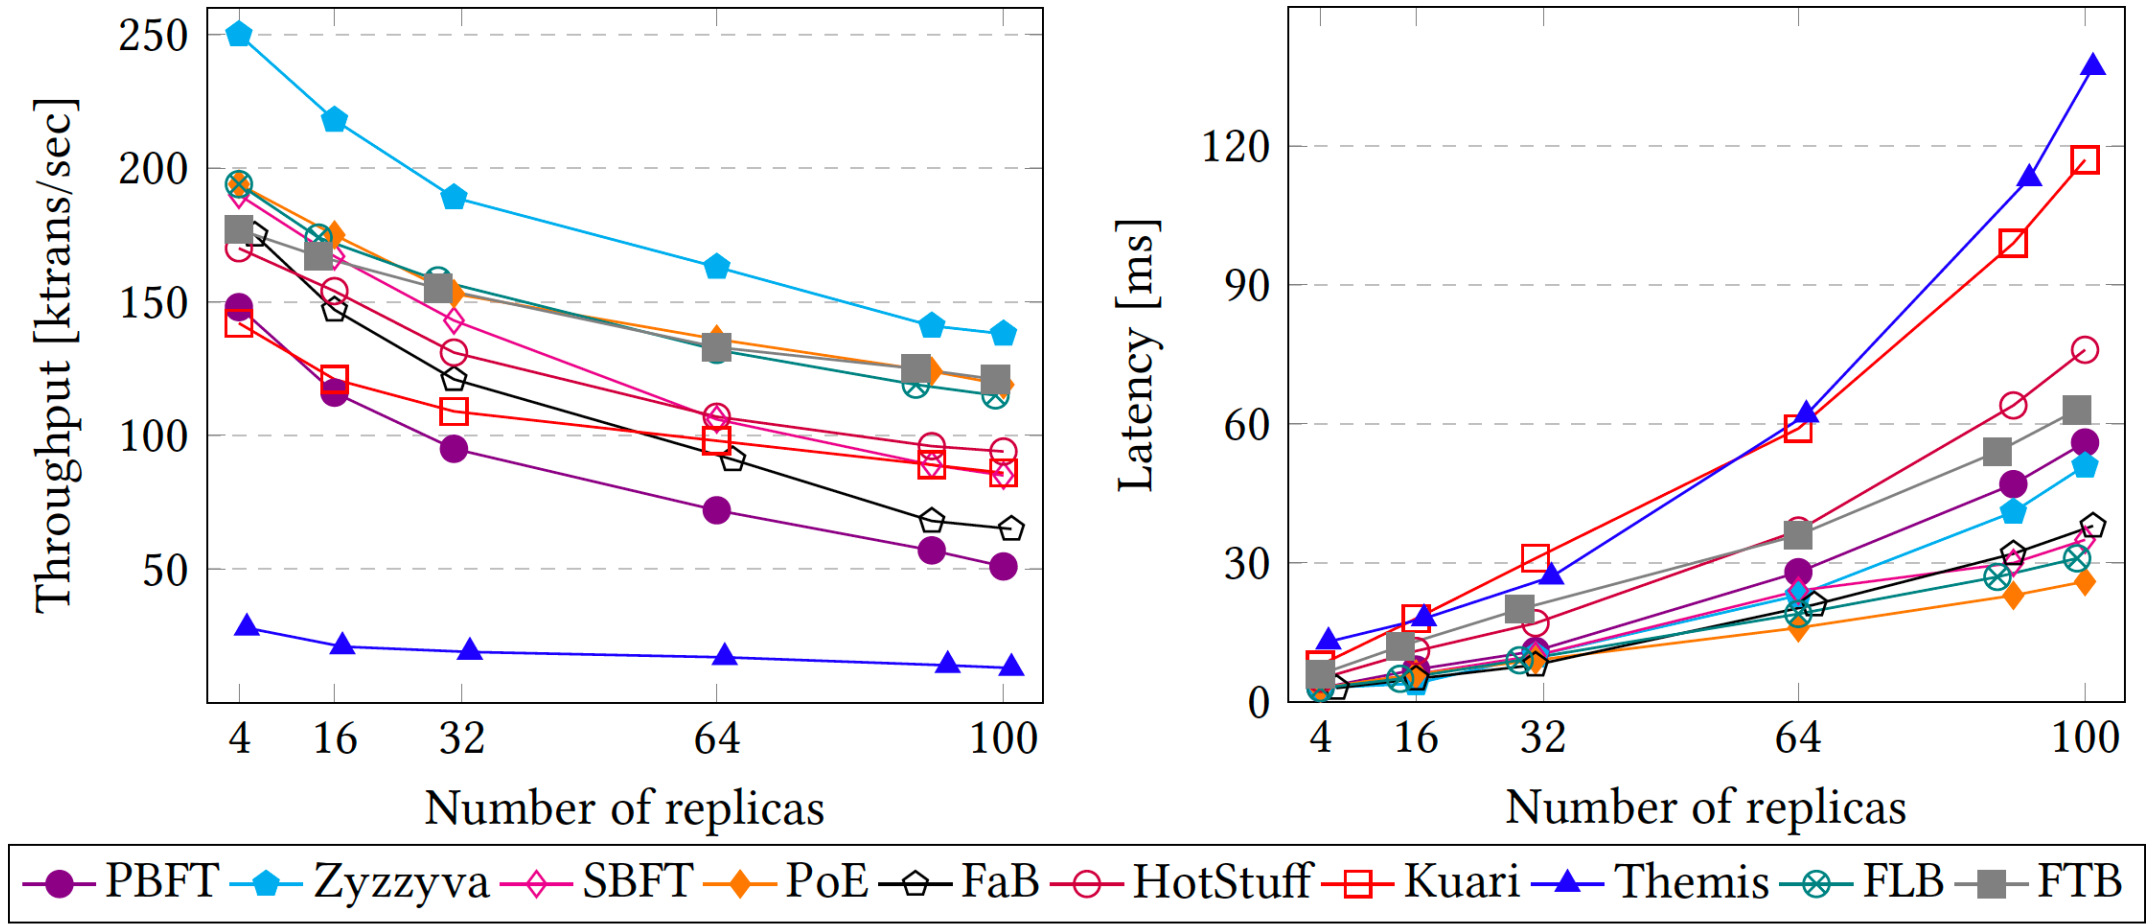 Throughput [ktrans/sec]
250
200
150
100
50
4 16 32 64 100
Number of replicas
Latency [ms]
120
90
60
30
0
4 16 32 64 100
Number of replicas
PBFT Zyzzyva SBFT PoE FaB HotStuff Kuari Themis FLB FTB